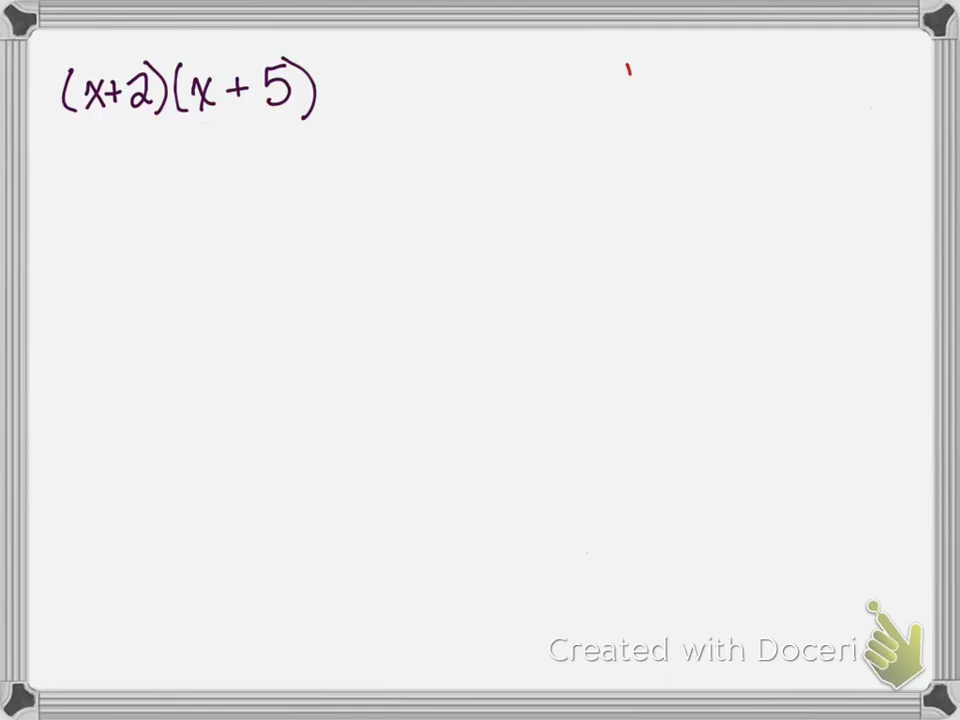 (x+2)(x + 5)
Created with Doceri